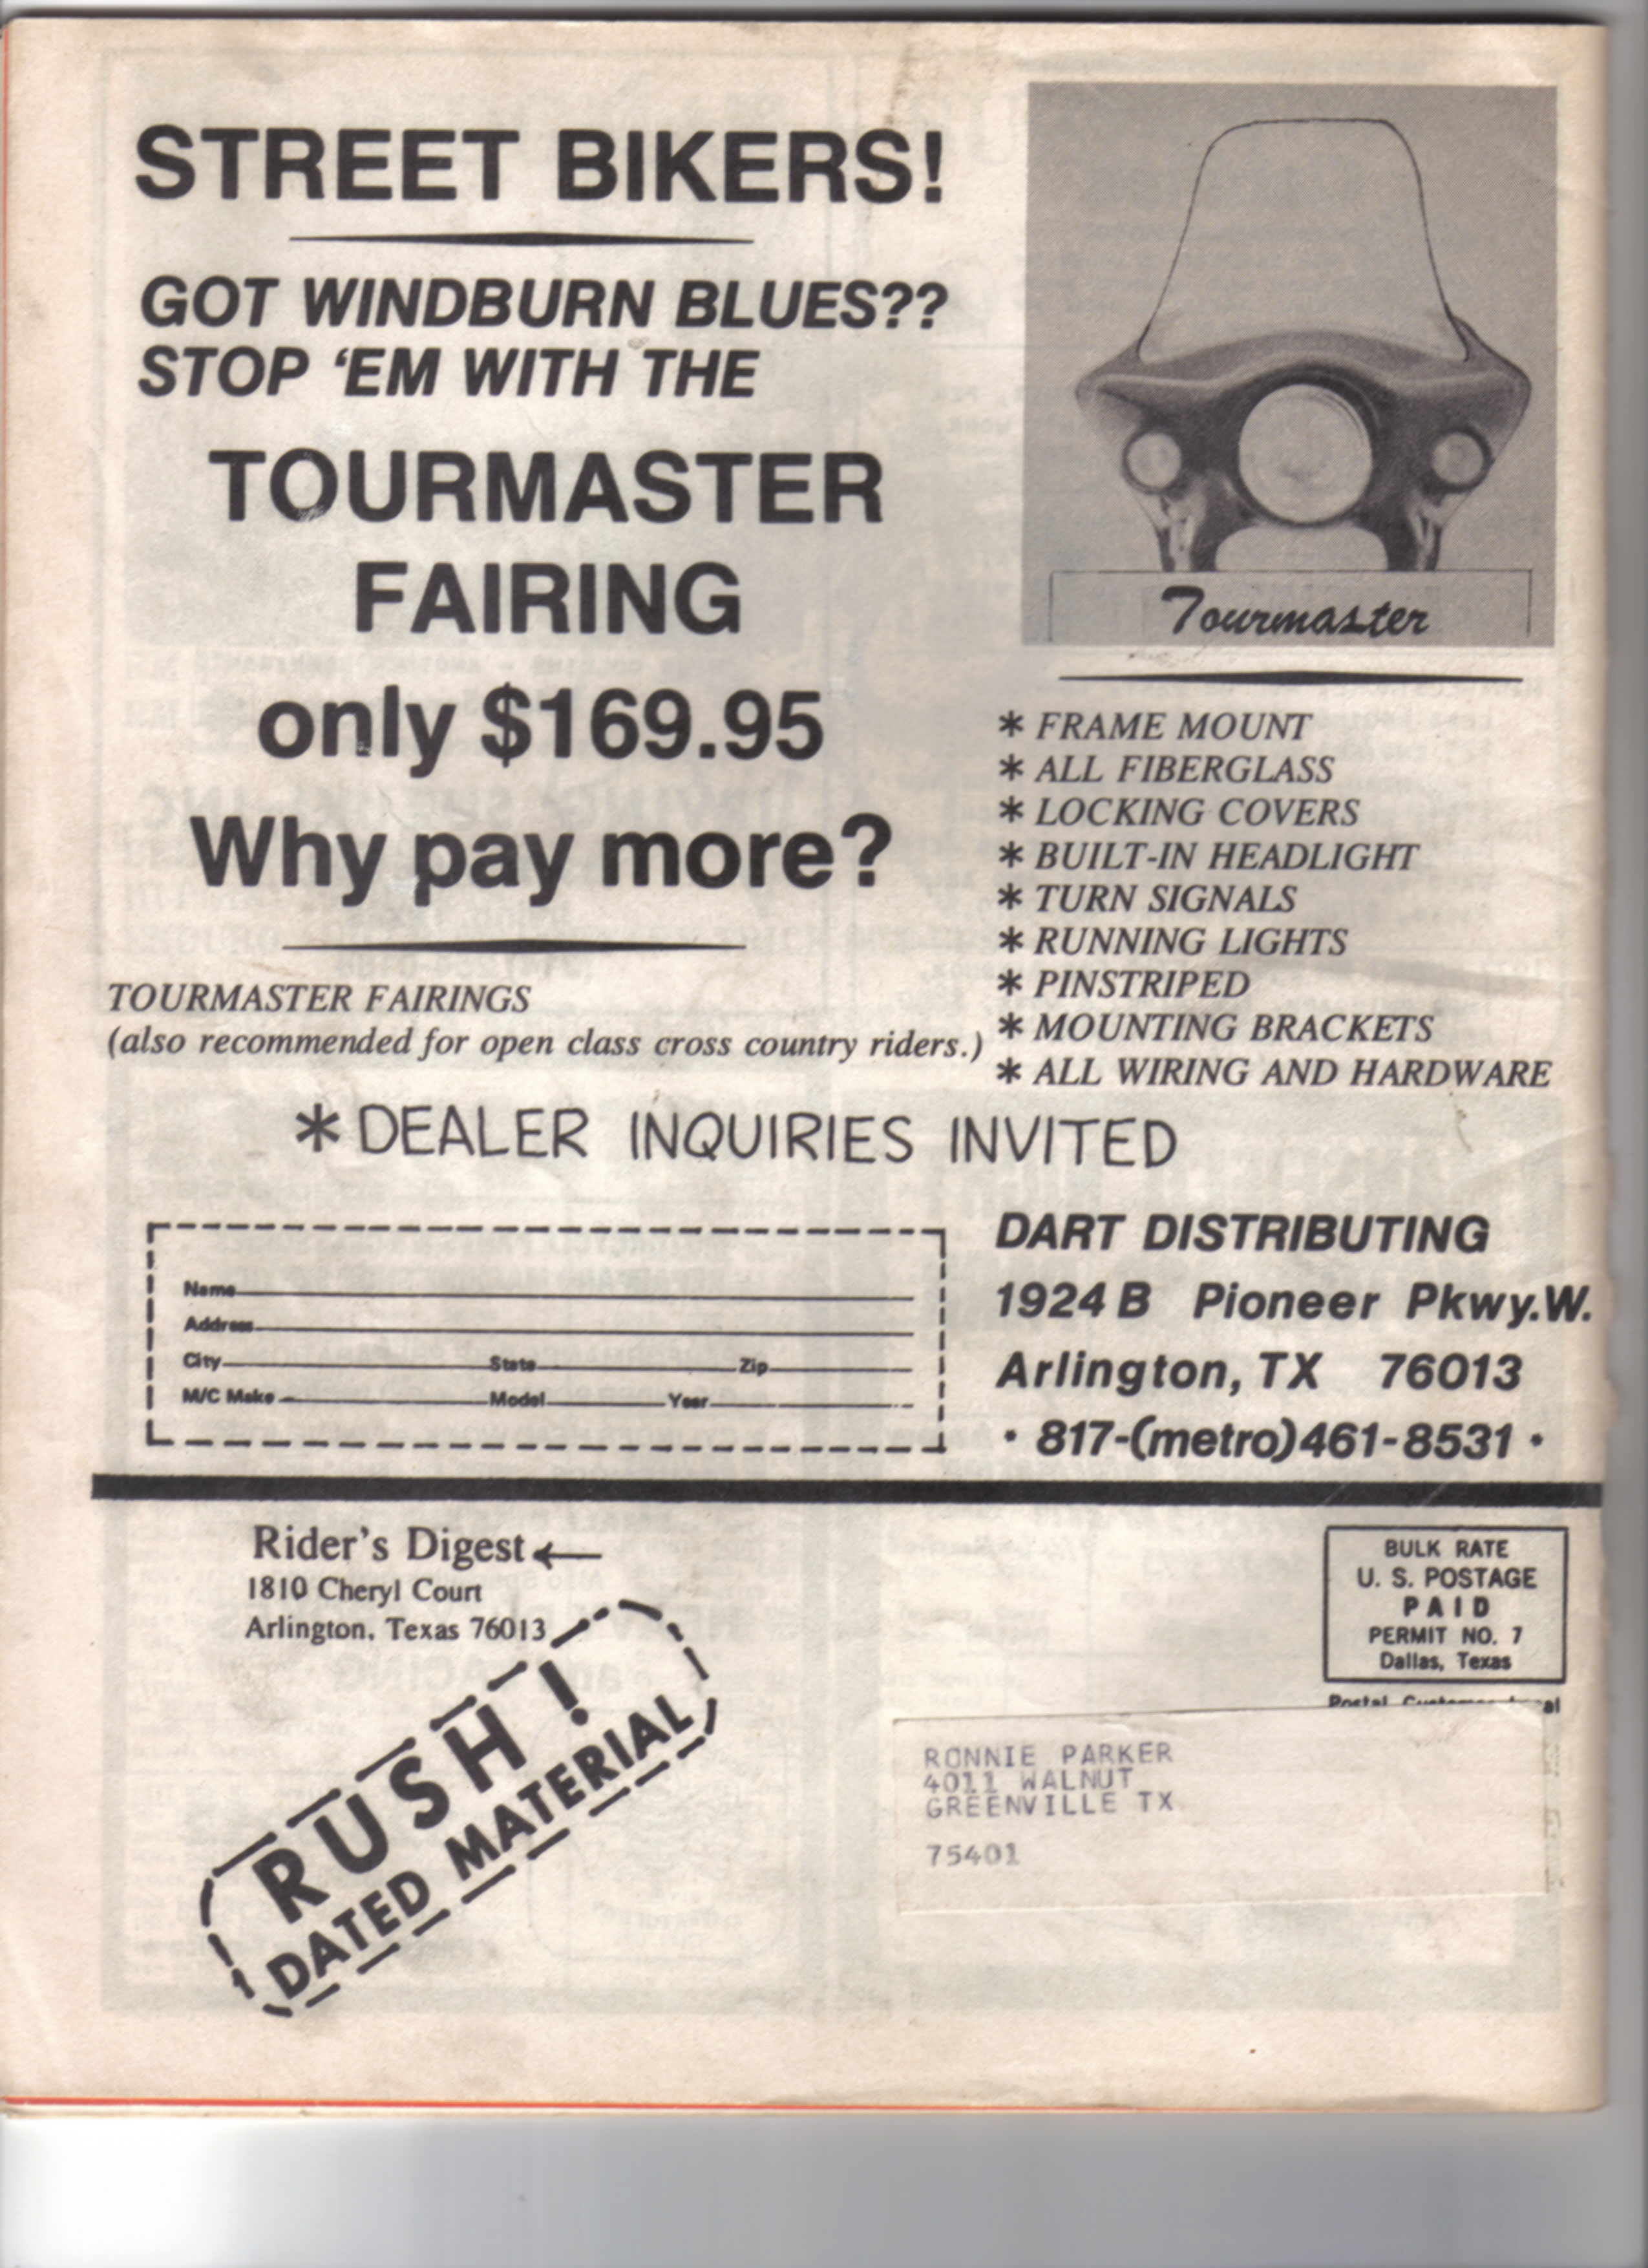 STREET BIKERS!
GOT WINDBURN BLUES??
STOP ‘EM WITH THE
TOURMASTER
FAIRING
only $169.95
Why pay more?
TOURMASTER FAIRINGS
(also recommended for open class cross country riders.)
Tourmaster
* FRAME MOUNT
* ALL FIBERGLASS
* LOCKING COVERS
* BUILT-IN HEADLIGHT
* TURN SIGNALS
* RUNNING LIGHTS
* PINSTRIPED
* MOUNTING BRACKETS
* ALL WIRING AND HARDWARE
* DEALER INQUIRIES INVITED
Name
Address
City State Zip
M/C Make Model Year
DART DISTRIBUTING
1924 B Pioneer Pkwy.W.
Arlington, TX 76013
• 817-(metro)461-8531 •
Rider's Digest ←
1810 Cheryl Court
Arlington, Texas 76013
RUSH!
DATED MATERIAL
BULK RATE
U. S. POSTAGE
PAID
PERMIT NO. 7
Dallas, Texas
Postal
RONNIE PARKER
4011 WALNUT
GREENVILLE TX
75401